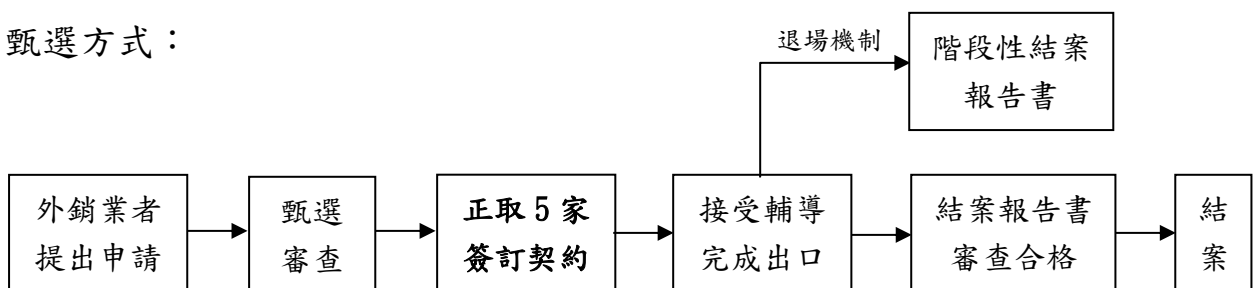 甄選方式：
退場機制
階段性結案
報告書
外銷業者
提出申請
甄選
審查
正取5家
簽訂契約
接受輔導
完成出口
結案報告書
審查合格
結
案